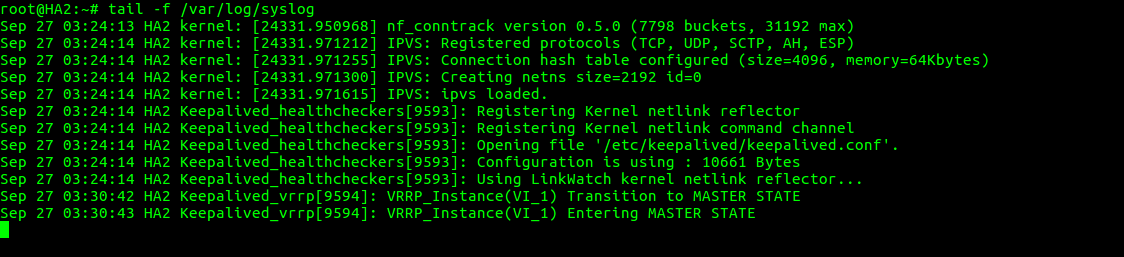 root@HA2:~# tail -f /var/log/syslog
Sep 27 03:24:13 HA2 kernel: [24331.950968] nf_conntrack version 0.5.0 (7798 buckets, 31192 max)
Sep 27 03:24:14 HA2 kernel: [24331.971212] IPVS: Registered protocols (TCP, UDP, SCTP, AH, ESP)
Sep 27 03:24:14 HA2 kernel: [24331.971255] IPVS: Connection hash table configured (size=4096, memory=64Kbytes)
Sep 27 03:24:14 HA2 kernel: [24331.971300] IPVS: Creating netns size=2192 id=0
Sep 27 03:24:14 HA2 kernel: [24331.971615] IPVS: ipvs loaded.
Sep 27 03:24:14 HA2 Keepalived_healthcheckers[9593]: Registering Kernel netlink reflector
Sep 27 03:24:14 HA2 Keepalived_healthcheckers[9593]: Registering Kernel netlink command channel
Sep 27 03:24:14 HA2 Keepalived_healthcheckers[9593]: Opening file '/etc/keepalived/keepalived.conf'.
Sep 27 03:24:14 HA2 Keepalived_healthcheckers[9593]: Configuration is using : 10661 Bytes
Sep 27 03:24:14 HA2 Keepalived_healthcheckers[9593]: Using LinkWatch kernel netlink reflector...
Sep 27 03:30:42 HA2 Keepalived_vrrp[9594]: VRRP_Instance(VI_1) Transition to MASTER STATE
Sep 27 03:30:43 HA2 Keepalived_vrrp[9594]: VRRP_Instance(VI_1) Entering MASTER STATE